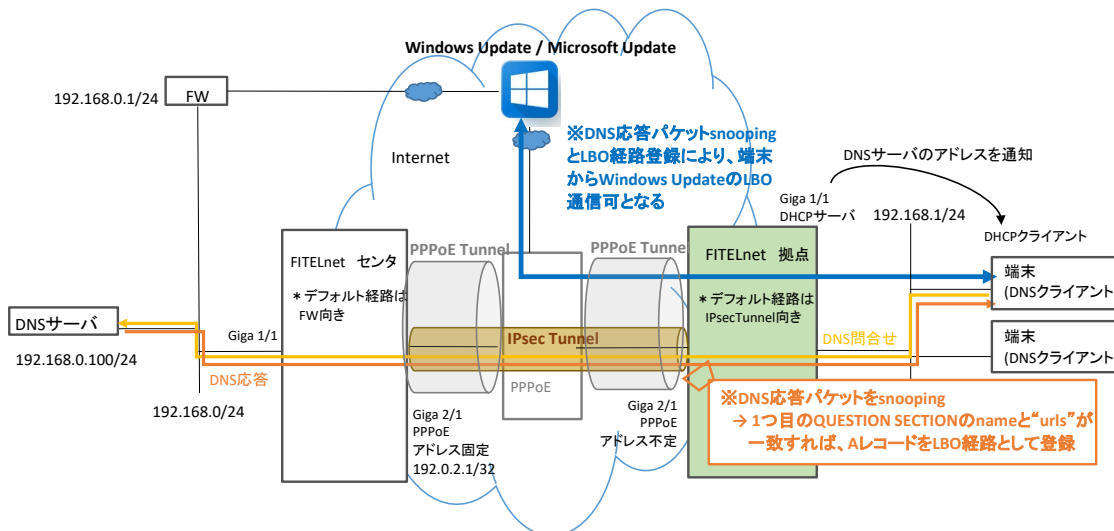 Windows Update / Microsoft Update
FW
192.168.0.1/24
Internet
※DNS応答パケットsnooping
とLBO経路登録により、端末
からWindows UpdateのLBO
通信可となる
DNSサーバのアドレスを通知
Giga 1/1
DHCPサーバ
192.168.1/24
DHCPクライアント
PPPoE Tunnel
PPPoE Tunnel
FITELnet センタ
*デフォルト経路は
FW向き
FITELnet 拠点
*デフォルト経路は
IPsecTunnel向き
端末
(DNSクライアント
DNSサーバ
192.168.0.100/24
Giga 1/1
IPsec Tunnel
DNS問合せ
端末
(DNSクライアント
DNS応答
PPPoE
192.168.0/24
Giga 2/1
PPPoE
アドレス固定
192.0.2.1/32
Giga 2/1
PPPoE
アドレス不定
※DNS応答パケットをsnooping
→ 1つ目のQUESTION SECTIONのnameと“urls”が
一致すれば、AレコードをLBO経路として登録